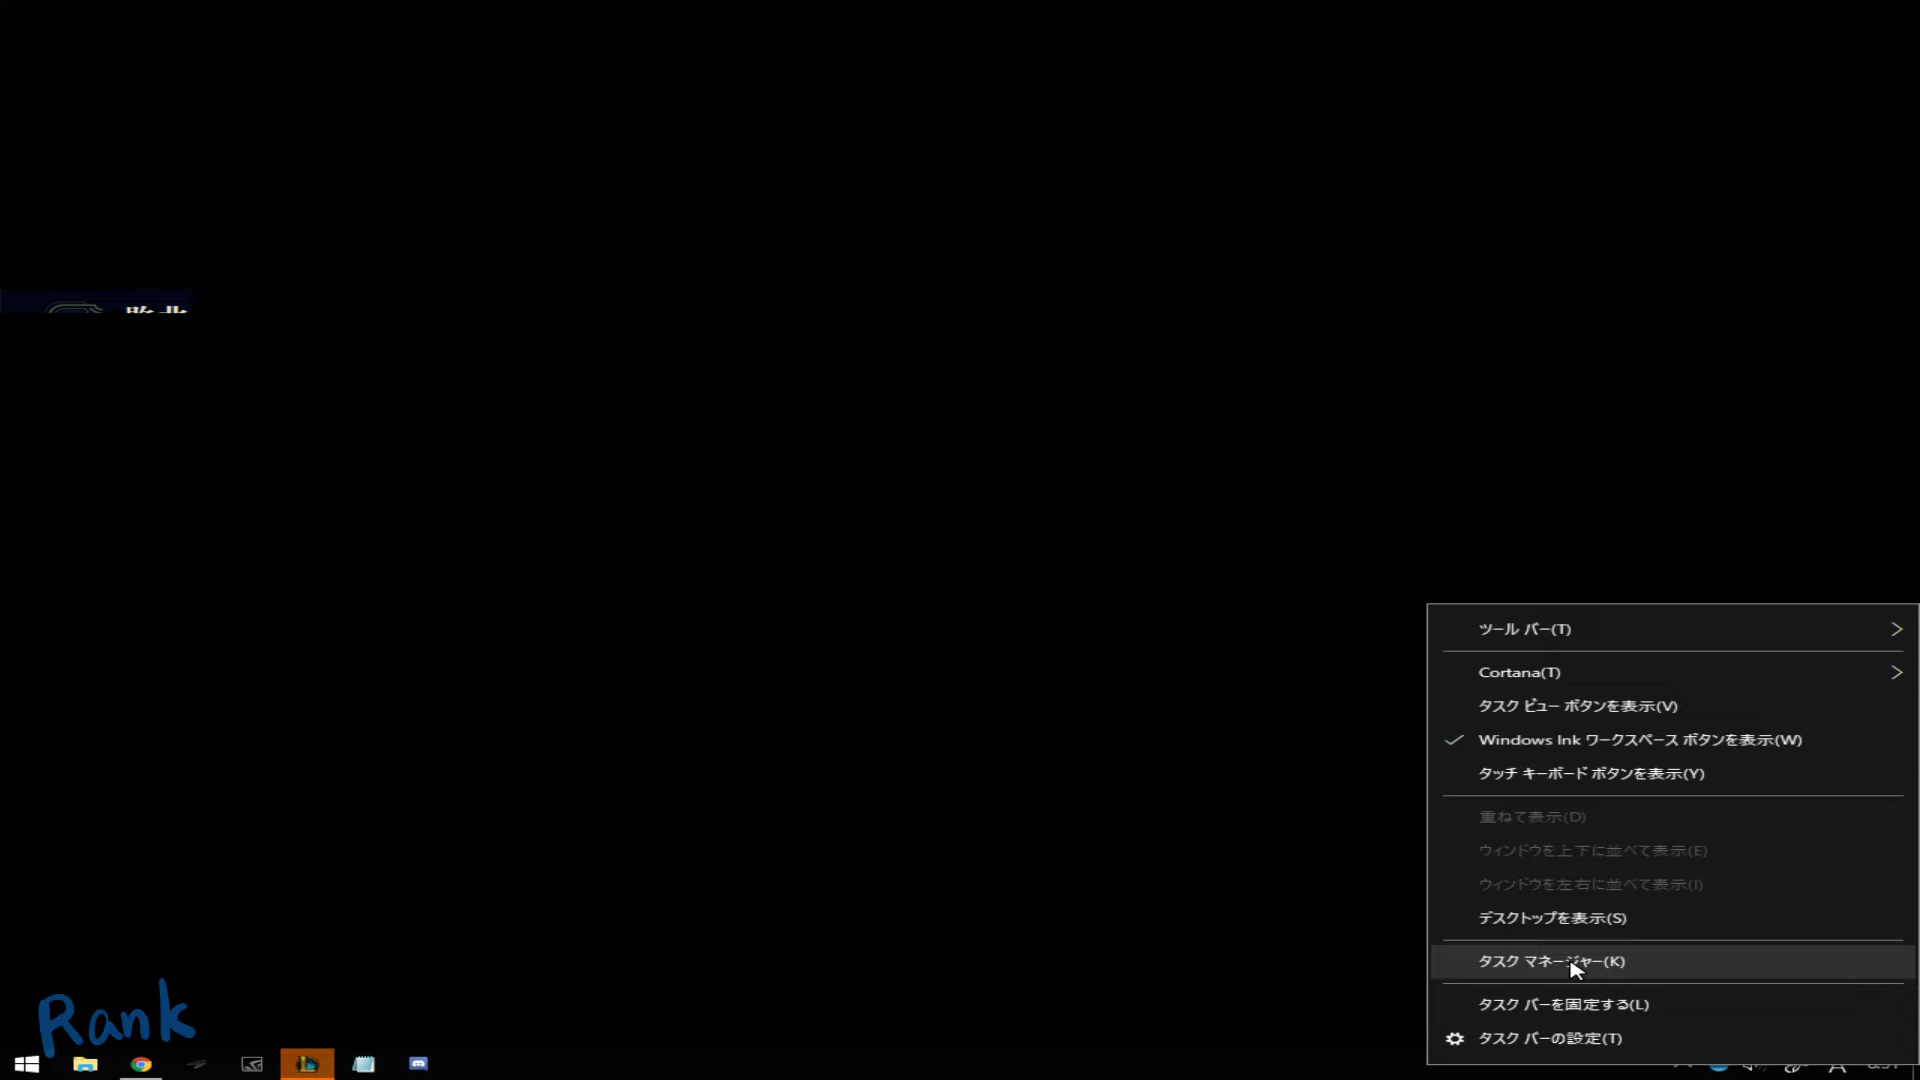 敗北
ツール バー(T)
Cortana(T)
タスク ビュー ボタンを表示(V)
Windows Ink ワークスペース ボタンを表示(W)
タッチ キーボード ボタンを表示(Y)
重ねて表示(D)
ウィンドウを上下に並べて表示(E)
ウィンドウを左右に並べて表示(I)
デスクトップを表示(S)
タスク マネージャー(K)
タスク バーを固定する(L)
タスク バーの設定(T)
Rank